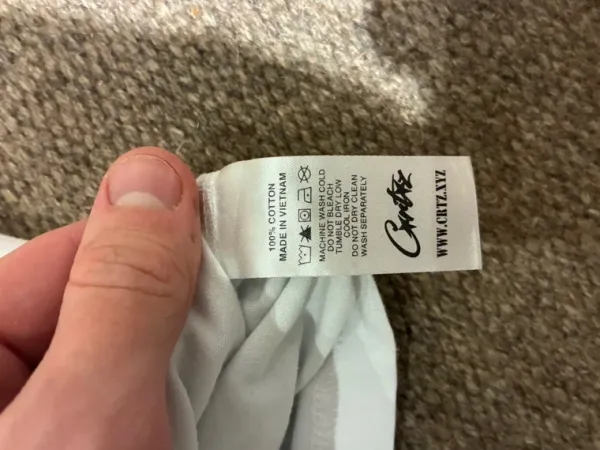 100% COTTON
MADE IN VIETNAM
MACHINE WASH COLD
DO NOT BLEACH
TUMBLE DRY LOW
COOL IRON
DO NOT DRY CLEAN
WASH SEPARATELY
Crrtz
WWW.CRTZ.XYZ